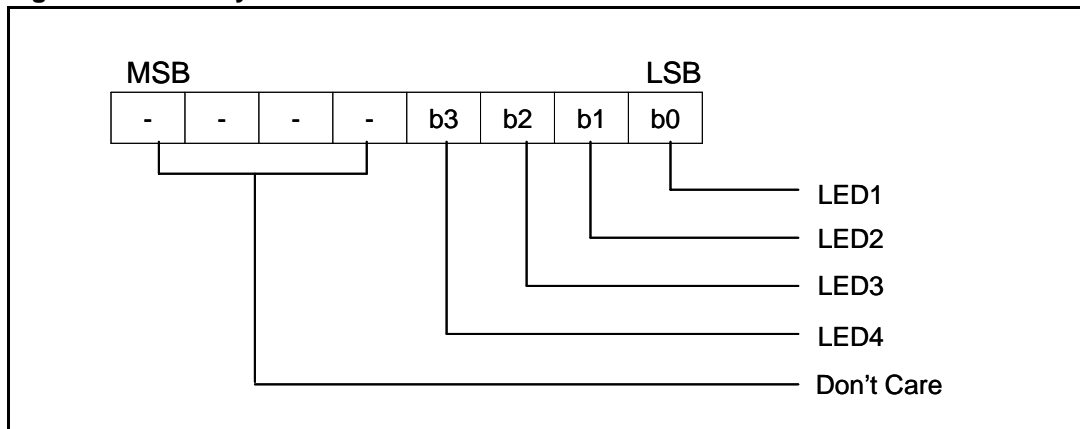 MSB LSB
- - - - b3 b2 b1 b0
LED1
LED2
LED3
LED4
Don't Care